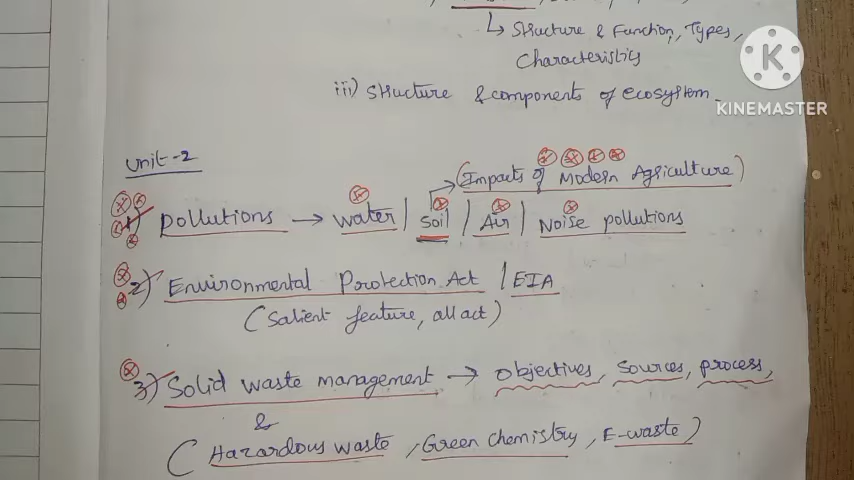 ↳ Structure & Function, Types,
Characteristics
iii) Structure & components of ecosystem.
KINEMASTER
Unit-2
(Impacts of Modern Agriculture)
1) Pollutions → Water / Soil / Air / Noise pollutions
2) Environmental Protection Act / EIA
(Salient feature, all act)
3) Solid waste management → Objectives, Sources, process,
&
(Hazardous waste, Green chemistry, E-waste)